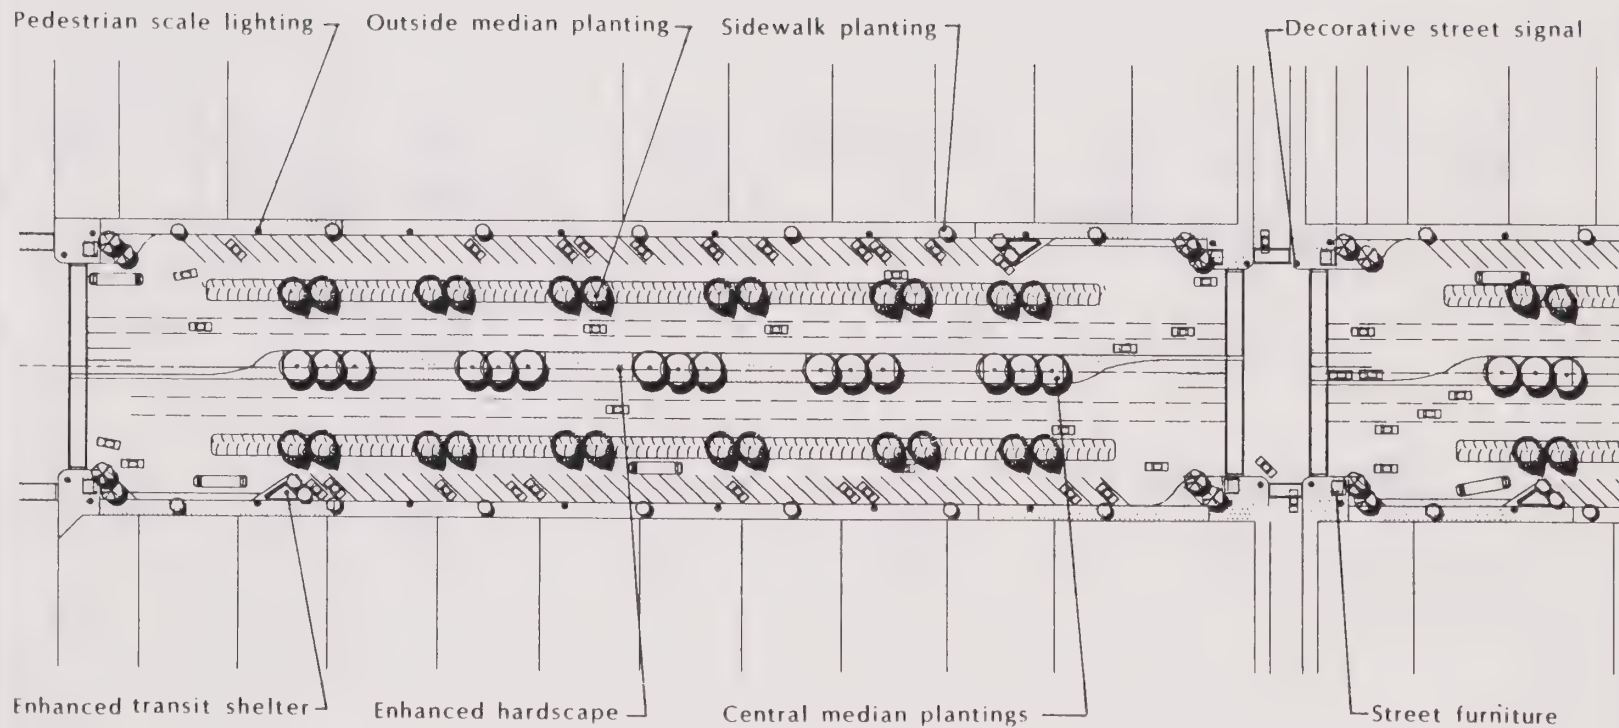 Pedestrian scale lighting
Outside median planting
Sidewalk planting
Decorative street signal
Enhanced transit shelter
Enhanced hardscape
Central median plantings
Street furniture